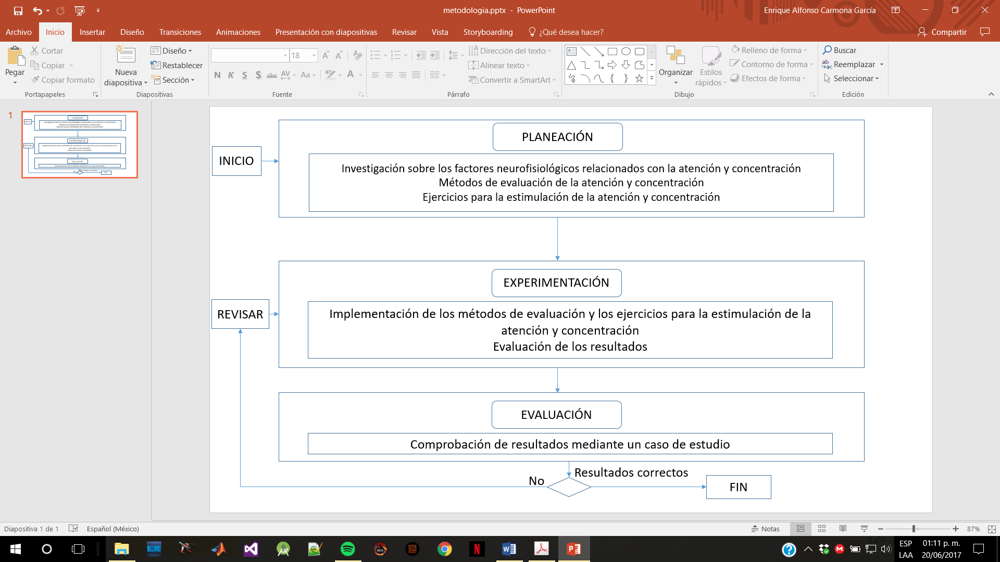 metodologia.pptx - PowerPoint
Enrique Alfonso Carmona García
Archivo
Inicio
Insertar
Diseño
Transiciones
Animaciones
Presentación con diapositivas
Revisar
Vista
Storyboarding
¿Qué desea hacer?
Compartir
Pegar
Cortar
Copiar
Copiar formato
Portapapeles
Nueva
diapositiva
Diseño
Restablecer
Sección
Diapositivas
18
N K S S abc AV Aa A
Fuente
Dirección del texto
Alinear texto
Convertir a SmartArt
Párrafo
Organizar
Estilos
rápidos
Relleno de forma
Contorno de forma
Efectos de forma
Dibujo
Buscar
Reemplazar
Seleccionar
Edición
1
INICIO
PLANEACIÓN
Investigación sobre los factores neurofisiológicos relacionados con la atención y concentración
Métodos de evaluación de la atención y concentración
Ejercicios para la estimulación de la atención y concentración
REVISAR
EXPERIMENTACIÓN
Implementación de los métodos de evaluación y los ejercicios para la estimulación de la
atención y concentración
Evaluación de los resultados
EVALUACIÓN
Comprobación de resultados mediante un caso de estudio
No
Resultados correctos
FIN
Diapositiva 1 de 1
Español (México)
Notas
87%
ESP
LAA
01:11 p. m.
20/06/2017